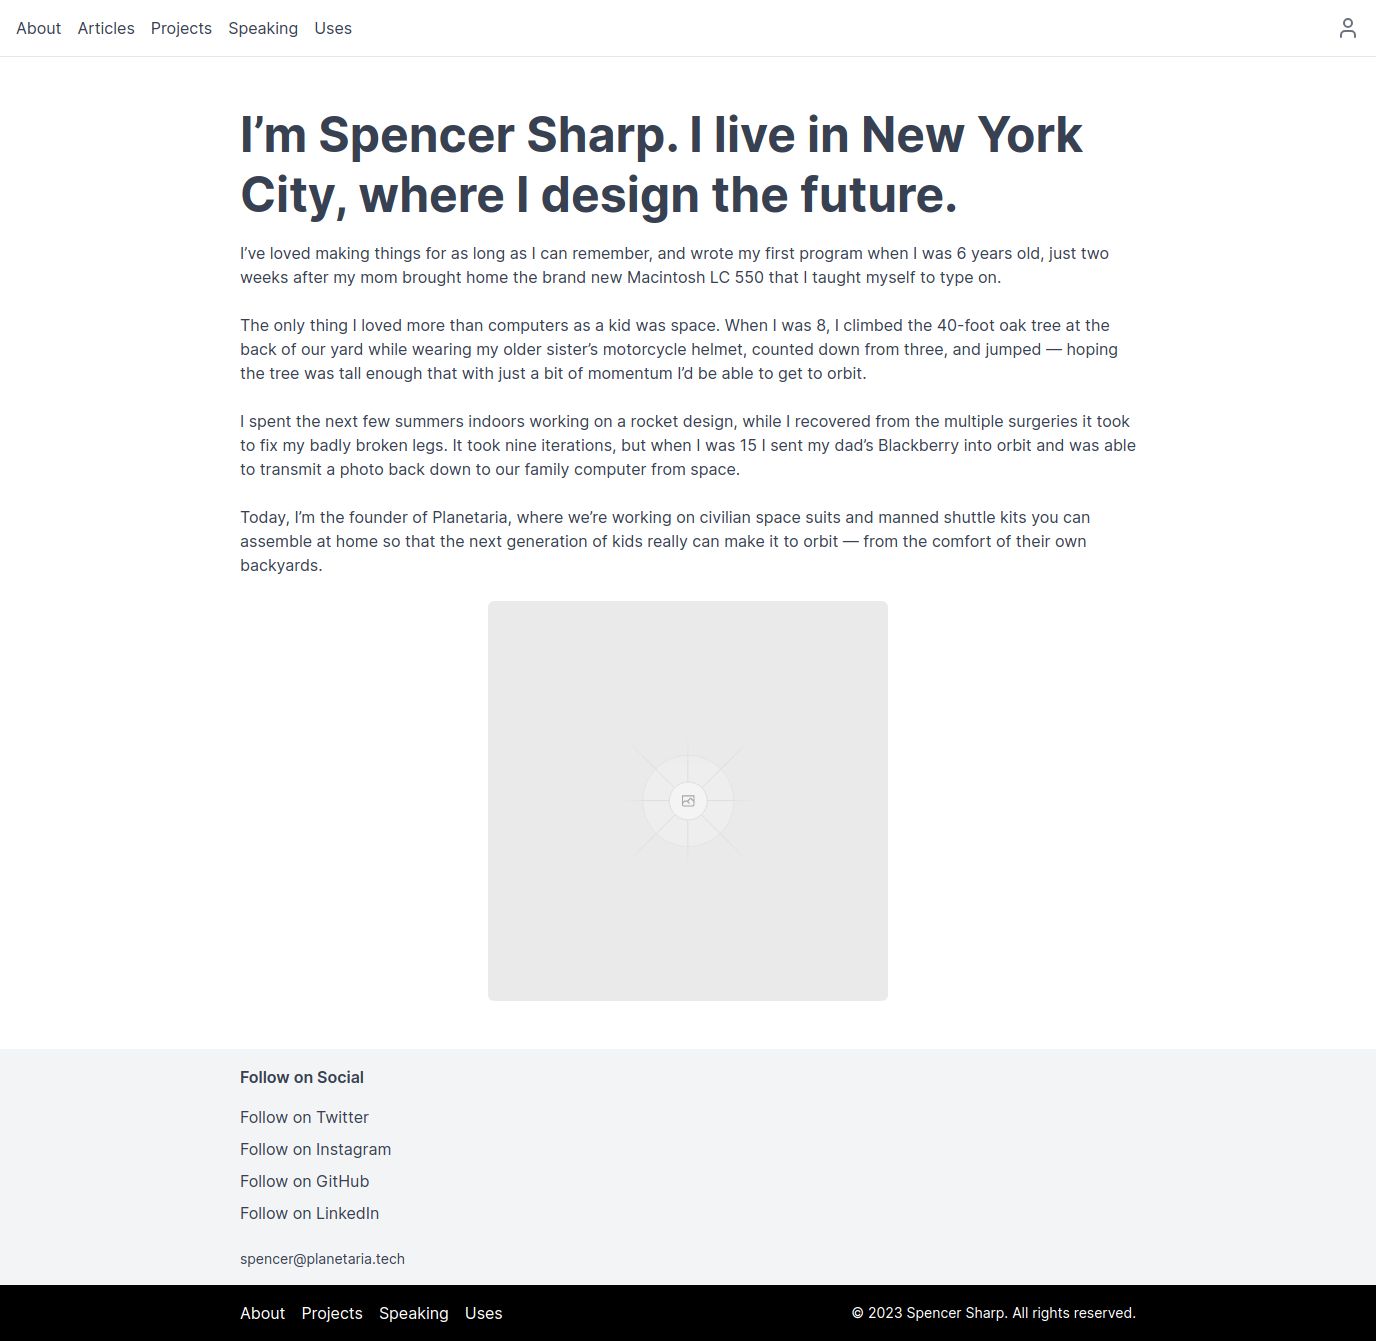 About Articles Projects Speaking Uses
I’m Spencer Sharp. I live in New York
City, where I design the future.
I’ve loved making things for as long as I can remember, and wrote my first program when I was 6 years old, just two
weeks after my mom brought home the brand new Macintosh LC 550 that I taught myself to type on.
The only thing I loved more than computers as a kid was space. When I was 8, I climbed the 40-foot oak tree at the
back of our yard while wearing my older sister’s motorcycle helmet, counted down from three, and jumped — hoping
the tree was tall enough that with just a bit of momentum I’d be able to get to orbit.
I spent the next few summers indoors working on a rocket design, while I recovered from the multiple surgeries it took
to fix my badly broken legs. It took nine iterations, but when I was 15 I sent my dad’s Blackberry into orbit and was able
to transmit a photo back down to our family computer from space.
Today, I’m the founder of Planetaria, where we’re working on civilian space suits and manned shuttle kits you can
assemble at home so that the next generation of kids really can make it to orbit — from the comfort of their own
backyards.
Follow on Social
Follow on Twitter
Follow on Instagram
Follow on GitHub
Follow on LinkedIn
spencer@planetaria.tech
About Projects Speaking Uses © 2023 Spencer Sharp. All rights reserved.